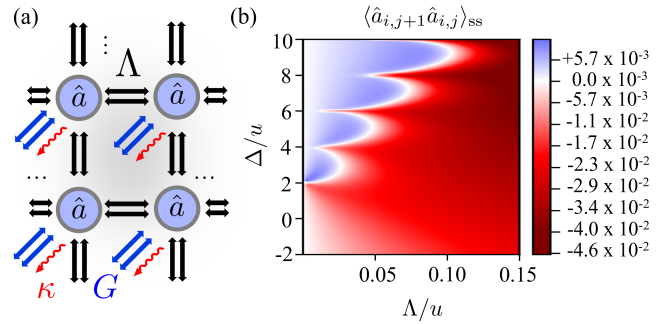 (a)
⋮
Λ
â
â
...
...
â
â
κ
G
(b)
⟨â_{i,j+1}â_{i,j}⟩_{ss}
Δ/u
10
8
6
4
2
0
-2
0.05
0.10
0.15
Λ/u
+5.7 x 10^{-3}
0.0 x 10^{-3}
-5.7 x 10^{-3}
-1.1 x 10^{-2}
-1.7 x 10^{-2}
-2.3 x 10^{-2}
-2.9 x 10^{-2}
-3.4 x 10^{-2}
-4.0 x 10^{-2}
-4.6 x 10^{-2}